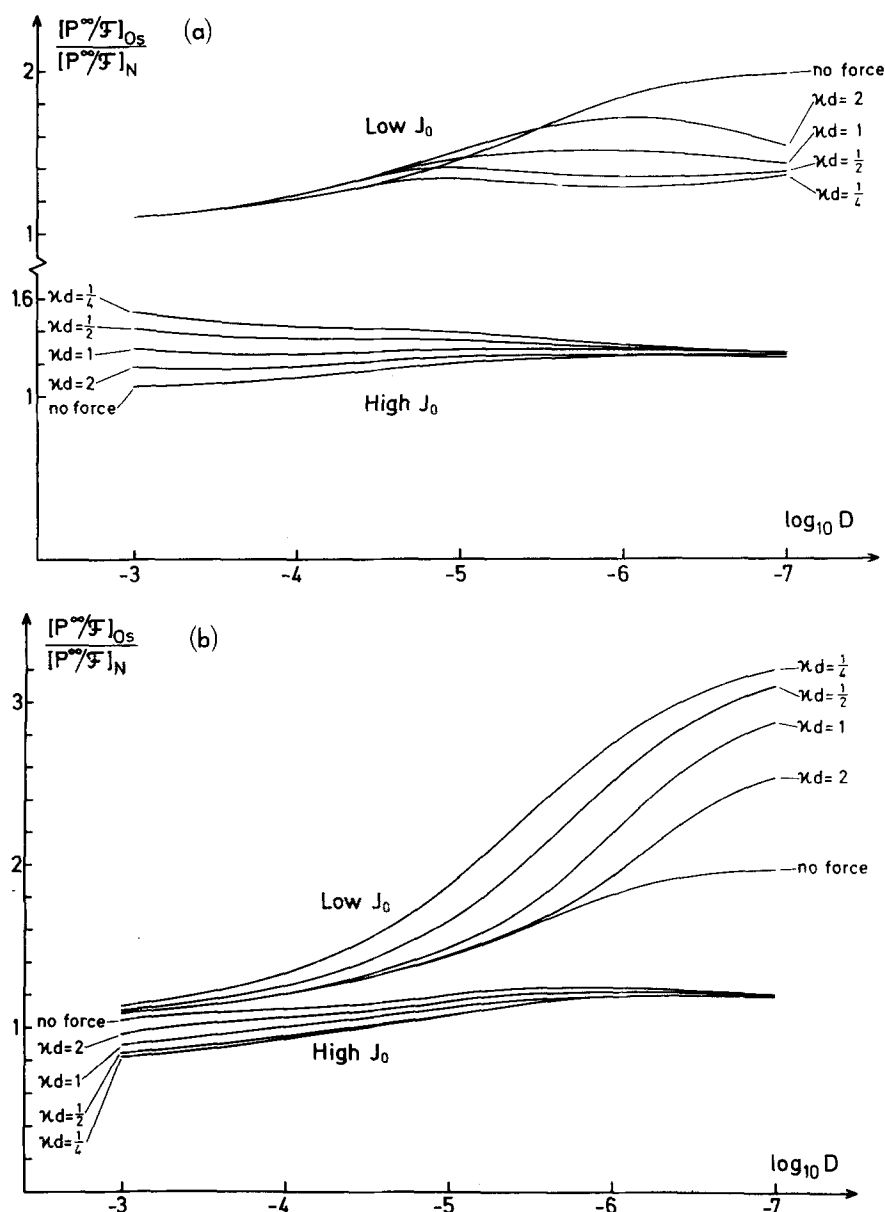 [P∞/ℱ]Os
[P∞/ℱ]N
(a)
2
1
1.6
1
Low J₀
no force
ϰd = 2
ϰd = 1
ϰd = 1/2
ϰd = 1/4
ϰd = 1/4
ϰd = 1/2
ϰd = 1
ϰd = 2
no force
High J₀
log₁₀ D
-3 -4 -5 -6 -7
[P∞/ℱ]Os
[P∞/ℱ]N
(b)
3
2
1
ϰd = 1/4
ϰd = 1/2
ϰd = 1
ϰd = 2
no force
Low J₀
no force
ϰd = 2
ϰd = 1
ϰd = 1/2
ϰd = 1/4
High J₀
log₁₀ D
-3 -4 -5 -6 -7